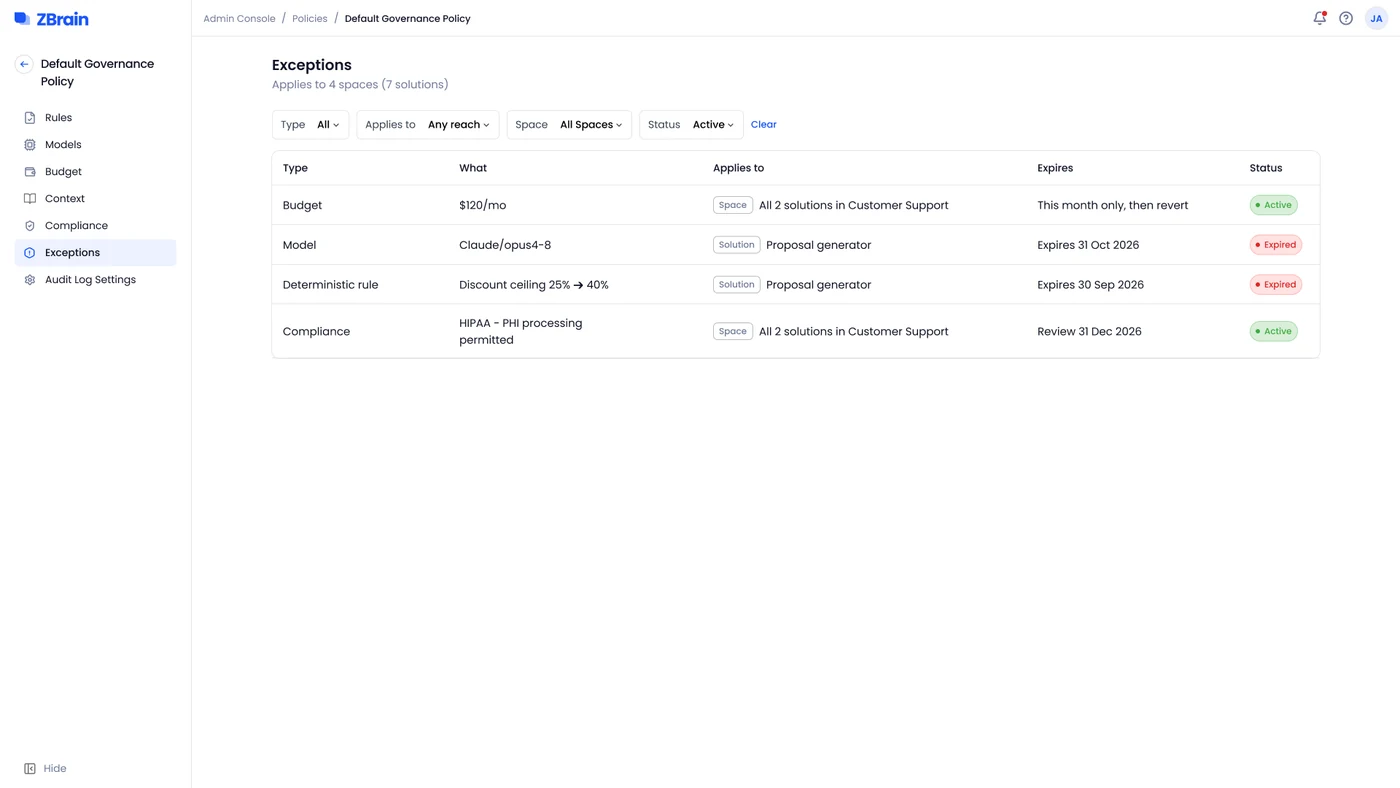 ZBrain
Admin Console / Policies / Default Governance Policy
JA
Default Governance
Policy
Rules
Models
Budget
Context
Compliance
Exceptions
Audit Log Settings
Hide
Exceptions
Applies to 4 spaces (7 solutions)
Type All Applies to Any reach Space All Spaces Status Active Clear
Type What Applies to Expires Status
Budget $120/mo Space All 2 solutions in Customer Support This month only, then revert Active
Model Claude/opus4-8 Solution Proposal generator Expires 31 Oct 2026 Expired
Deterministic rule Discount ceiling 25% → 40% Solution Proposal generator Expires 30 Sep 2026 Expired
Compliance HIPAA - PHI processing
permitted Space All 2 solutions in Customer Support Review 31 Dec 2026 Active